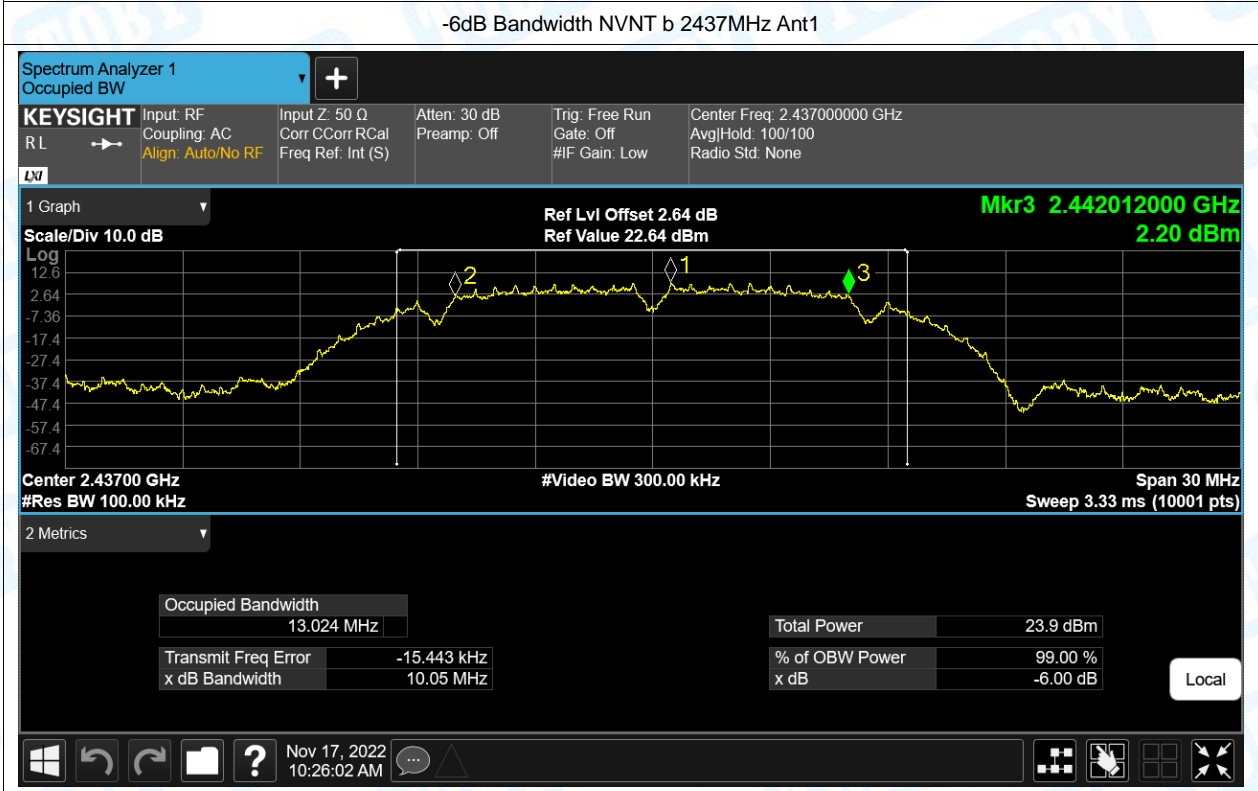 -6dB Bandwidth NVNT b 2437MHz Ant1
Spectrum Analyzer 1
Occupied BW
KEYSIGHT
RL
LXI
Input: RF
Coupling: AC
Align: Auto/No RF
Input Z: 50 Ω
Corr CCorr RCal
Freq Ref: Int (S)
Atten: 30 dB
Preamp: Off
Trig: Free Run
Gate: Off
#IF Gain: Low
Center Freq: 2.437000000 GHz
Avg|Hold: 100/100
Radio Std: None
1 Graph
Scale/Div 10.0 dB
Ref Lvl Offset 2.64 dB
Ref Value 22.64 dBm
Mkr3 2.442012000 GHz
2.20 dBm
Log
12.6
2.64
-7.36
-17.4
-27.4
-37.4
-47.4
-57.4
-67.4
2
1
3
Center 2.43700 GHz
#Video BW 300.00 kHz
Span 30 MHz
#Res BW 100.00 kHz
Sweep 3.33 ms (10001 pts)
2 Metrics
Occupied Bandwidth
13.024 MHz
Total Power 23.9 dBm
Transmit Freq Error -15.443 kHz
% of OBW Power 99.00 %
x dB Bandwidth 10.05 MHz
x dB -6.00 dB
Local
?
Nov 17, 2022
10:26:02 AM